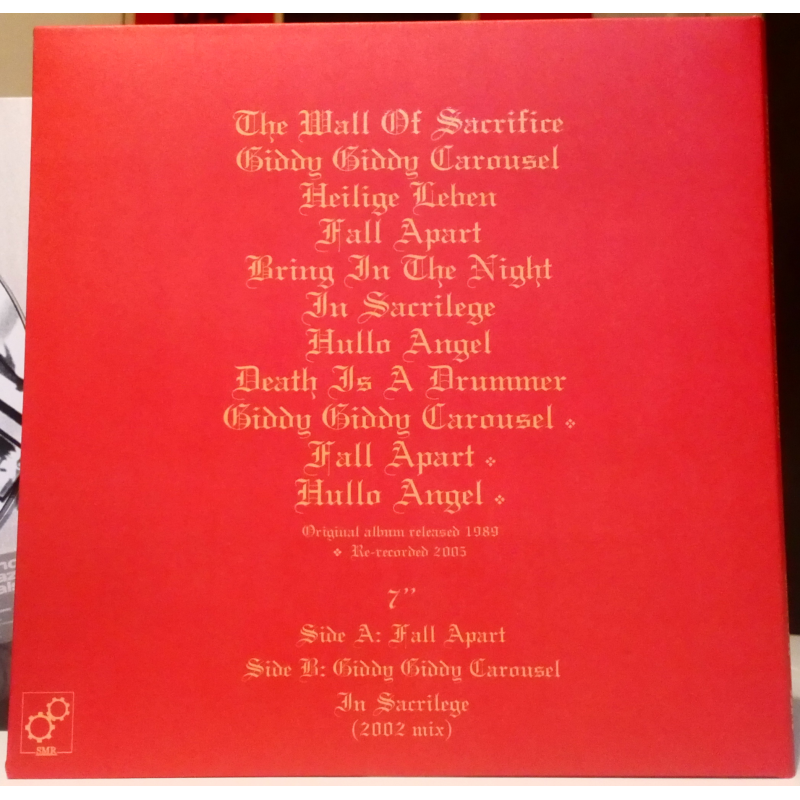 The Wall Of Sacrifice
Giddy Giddy Carousel
Heilige Leben
Fall Apart
Bring In The Night
In Sacrilege
Hullo Angel
Death Is A Drummer
Giddy Giddy Carousel ❖
Fall Apart ❖
Hullo Angel ❖
Original album released 1989
❖ Re-recorded 2005
7”
Side A: Fall Apart
Side B: Giddy Giddy Carousel
In Sacrilege
(2002 mix)
SMR